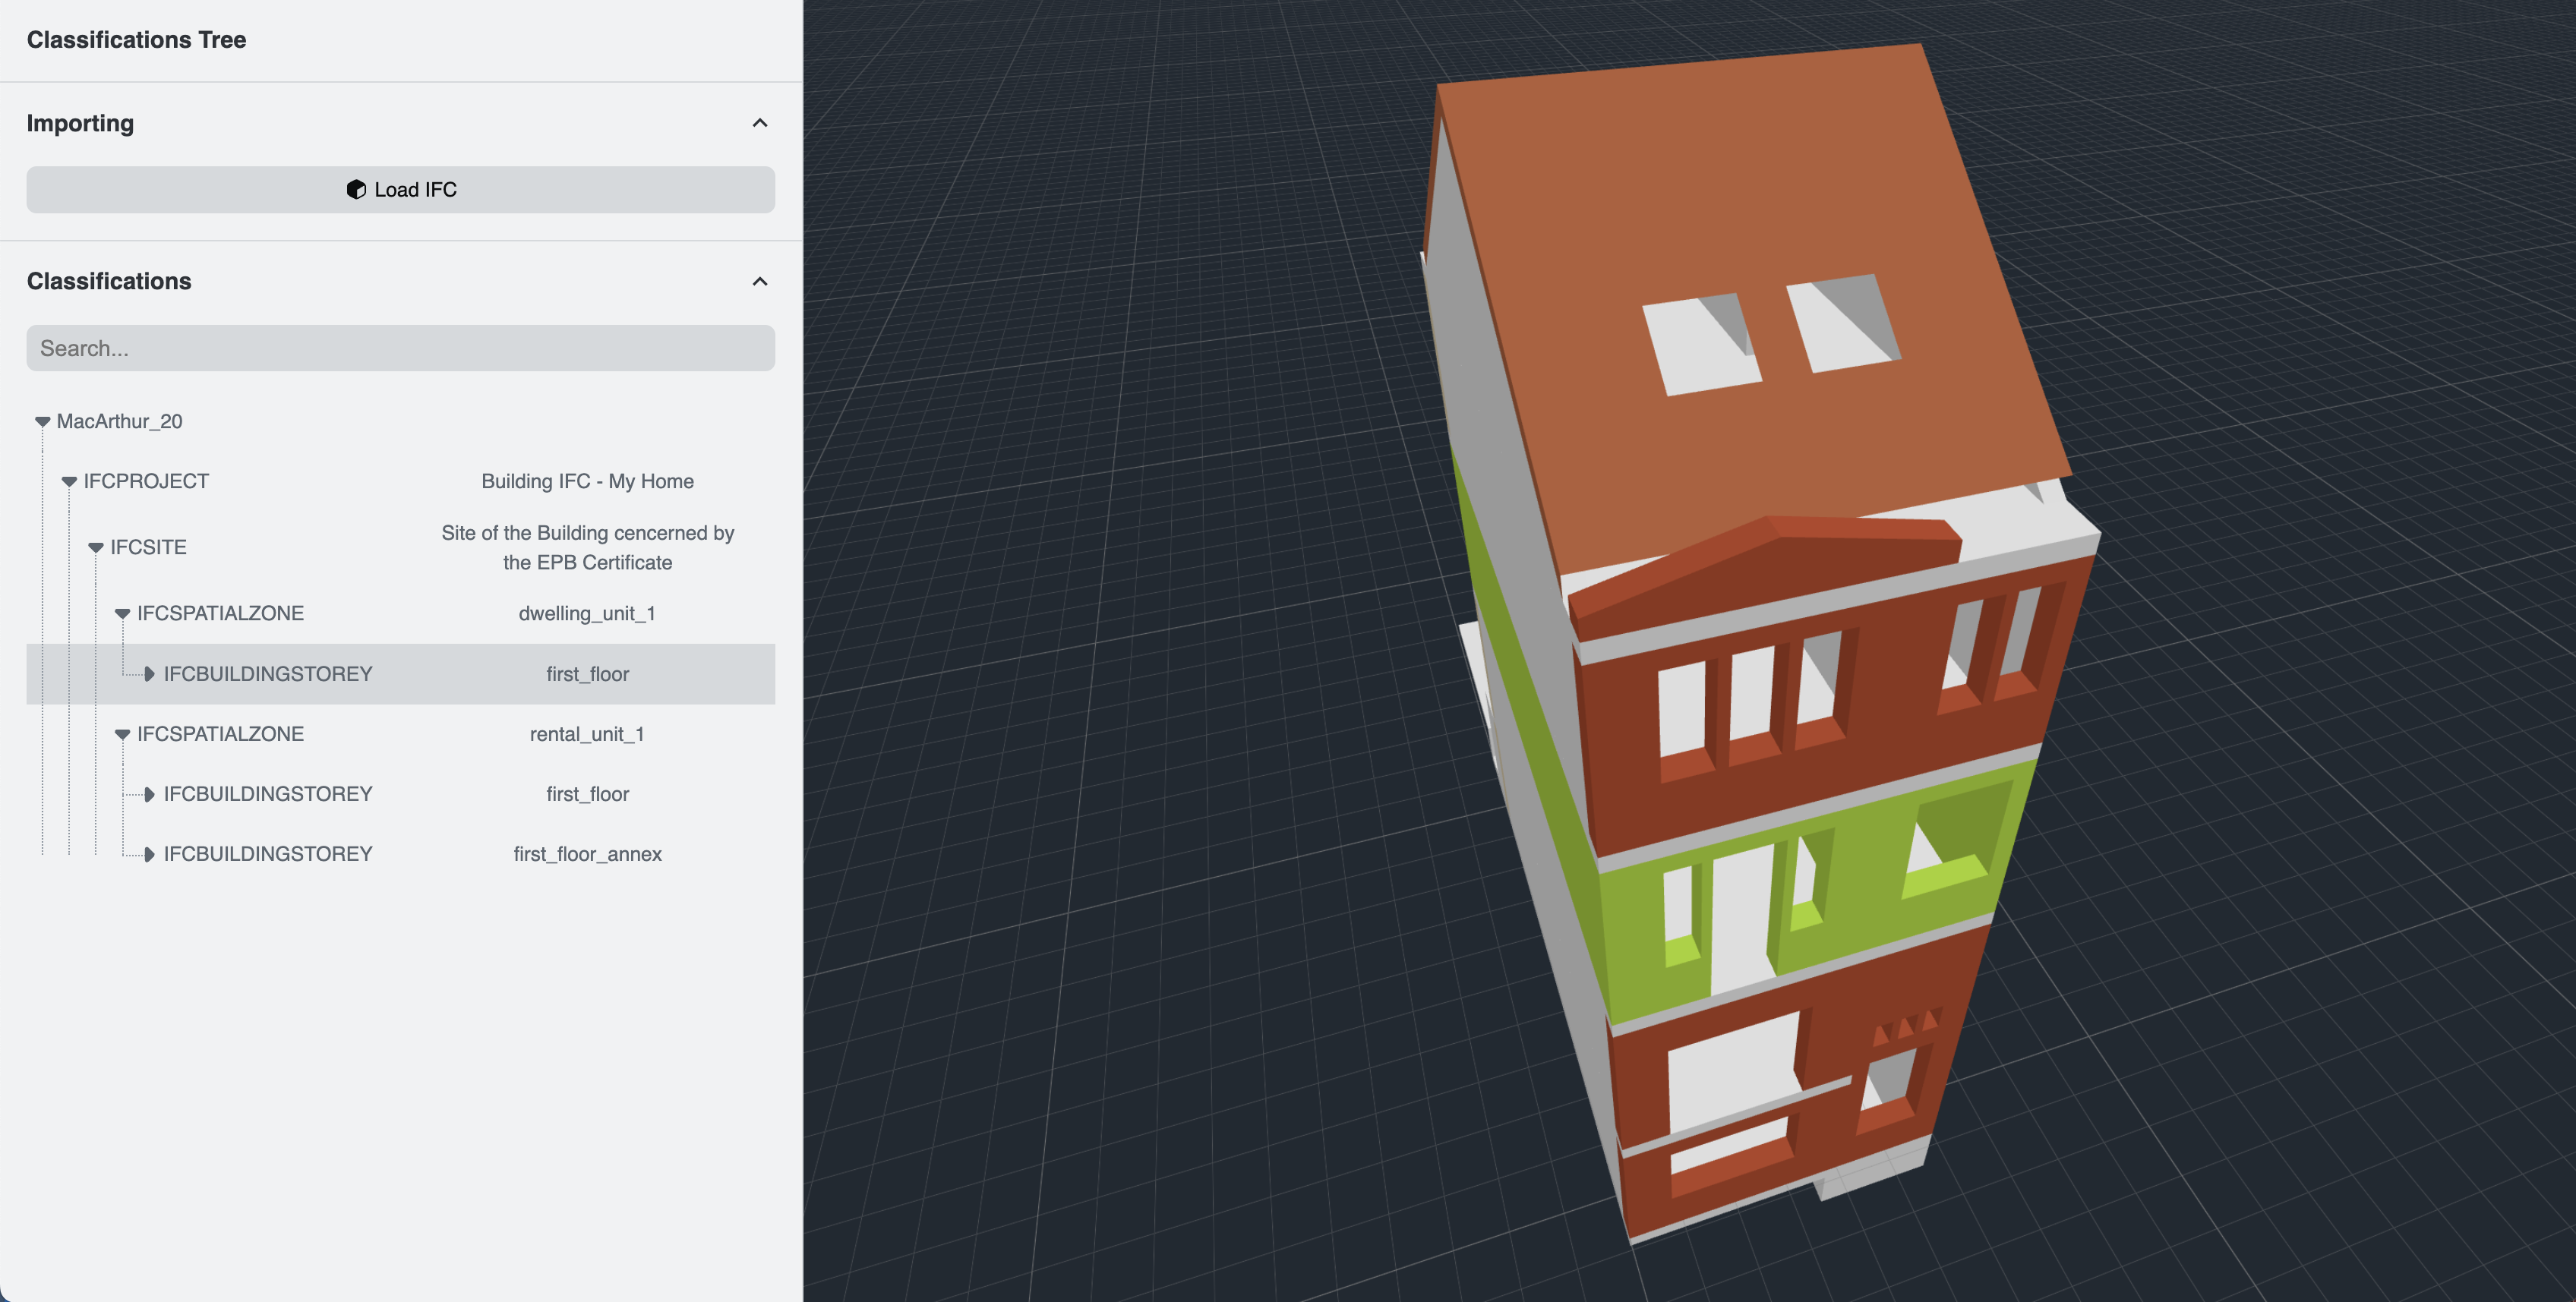 Classifications Tree
Importing
Load IFC
Classifications
Search...
MacArthur_20
IFCPROJECT Building IFC - My Home
IFCSITE Site of the Building cencerned by
the EPB Certificate
IFCSPATIALZONE dwelling_unit_1
IFCBUILDINGSTOREY first_floor
IFCSPATIALZONE rental_unit_1
IFCBUILDINGSTOREY first_floor
IFCBUILDINGSTOREY first_floor_annex